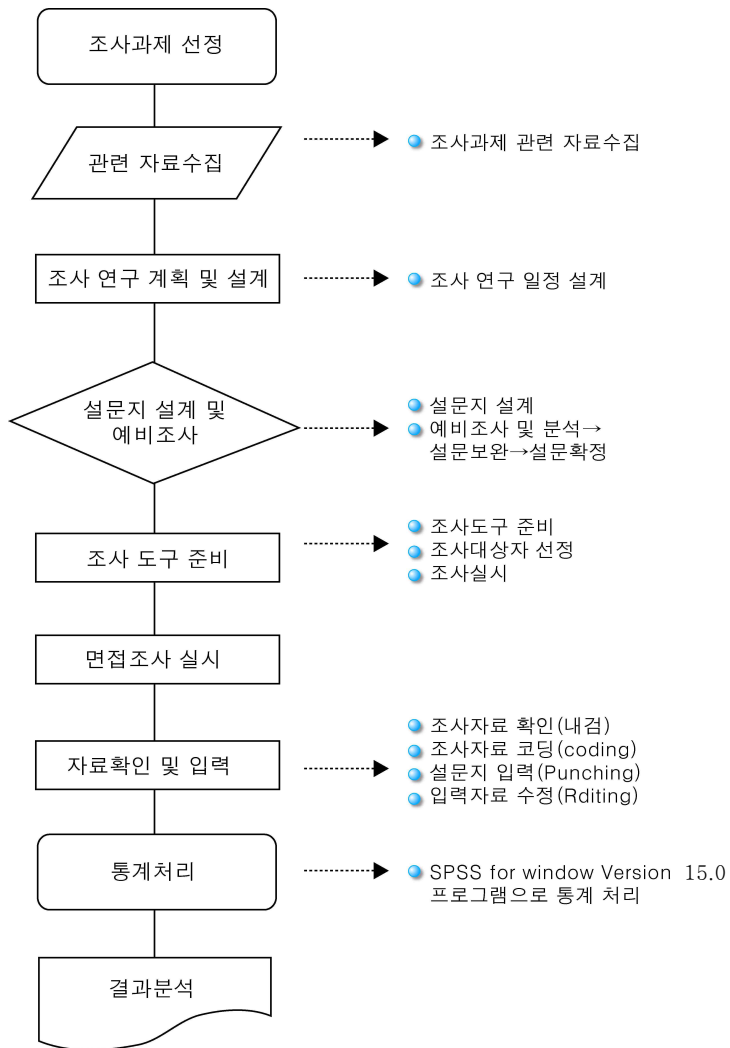 조사과제 선정
관련 자료수집
조사과제 관련 자료수집
조사 연구 계획 및 설계
조사 연구 일정 설계
설문지 설계 및
예비조사
설문지 설계
예비조사 및 분석→
설문보완→설문확정
조사 도구 준비
조사도구 준비
조사대상자 선정
조사실시
면접조사 실시
자료확인 및 입력
조사자료 확인(내검)
조사자료 코딩(coding)
설문지 입력(Punching)
입력자료 수정(Rditing)
통계처리
SPSS for window Version 15.0
프로그램으로 통계 처리
결과분석